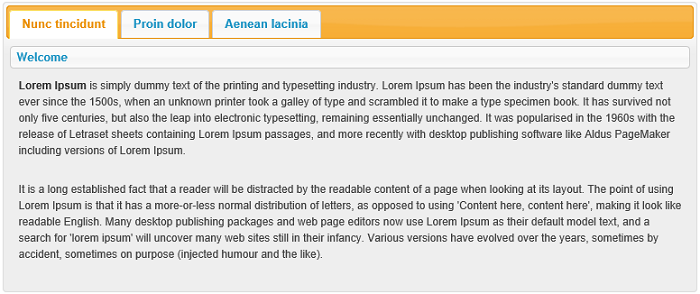 Nunc tincidunt Proin dolor Aenean lacinia
Welcome
Lorem Ipsum is simply dummy text of the printing and typesetting industry. Lorem Ipsum has been the industry's standard dummy text
ever since the 1500s, when an unknown printer took a galley of type and scrambled it to make a type specimen book. It has survived not
only five centuries, but also the leap into electronic typesetting, remaining essentially unchanged. It was popularised in the 1960s with the
release of Letraset sheets containing Lorem Ipsum passages, and more recently with desktop publishing software like Aldus PageMaker
including versions of Lorem Ipsum.
It is a long established fact that a reader will be distracted by the readable content of a page when looking at its layout. The point of using
Lorem Ipsum is that it has a more-or-less normal distribution of letters, as opposed to using 'Content here, content here', making it look like
readable English. Many desktop publishing packages and web page editors now use Lorem Ipsum as their default model text, and a
search for 'lorem ipsum' will uncover many web sites still in their infancy. Various versions have evolved over the years, sometimes by
accident, sometimes on purpose (injected humour and the like).